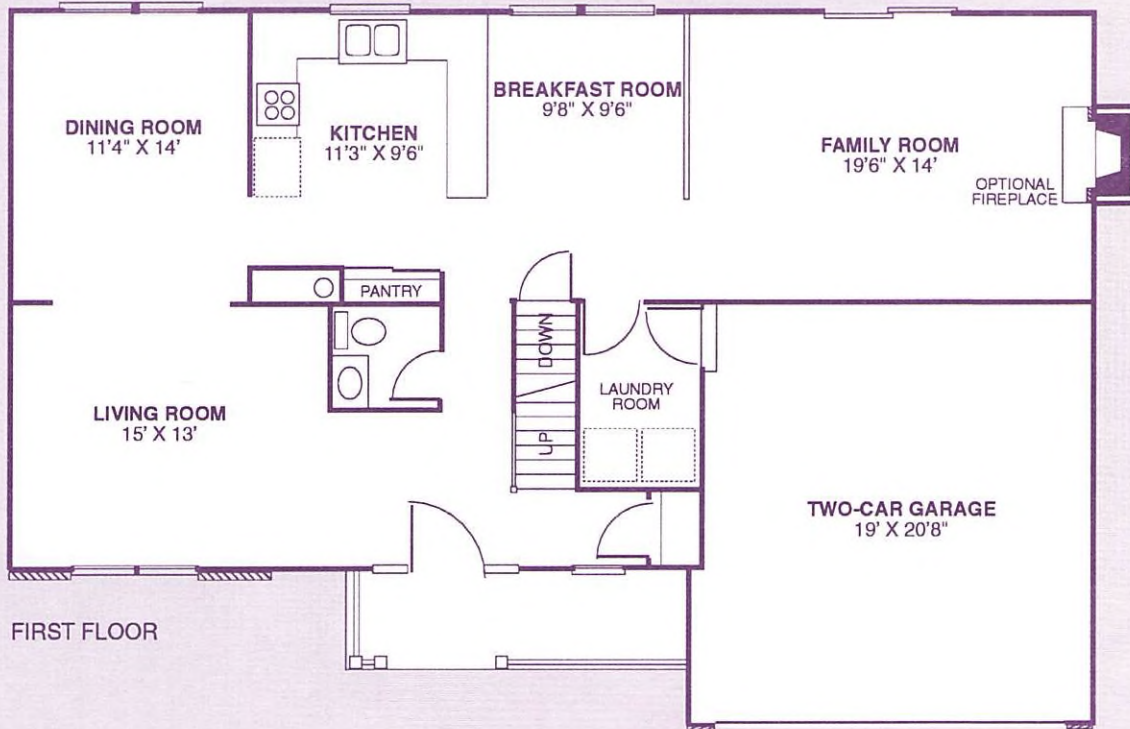 DINING ROOM
11'4" X 14'
KITCHEN
11'3" X 9'6"
BREAKFAST ROOM
9'8" X 9'6"
FAMILY ROOM
19'6" X 14'
OPTIONAL
FIREPLACE
PANTRY
DOWN
UP
LAUNDRY
ROOM
LIVING ROOM
15' X 13'
TWO-CAR GARAGE
19' X 20'8"
FIRST FLOOR